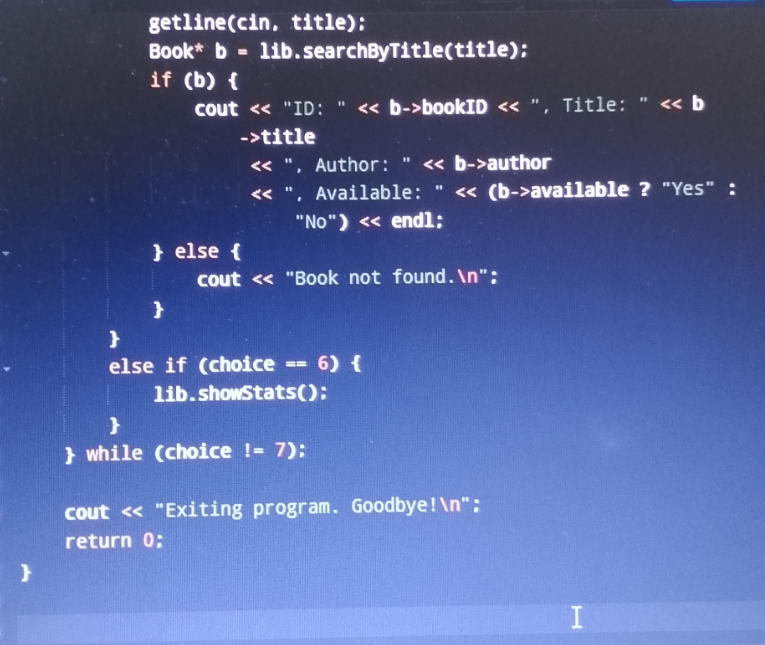 getline(cin, title);
Book* b = lib.searchByTitle(title);
if (b) {
cout << "ID: " << b->bookID << ", Title: " << b
->title
<< ", Author: " << b->author
<< ", Available: " << (b->available ? "Yes" :
"No") << endl;
} else {
cout << "Book not found.\n";
}
}
else if (choice == 6) {
lib.showStats();
}
} while (choice != 7);
cout << "Exiting program. Goodbye!\n";
return 0;
}